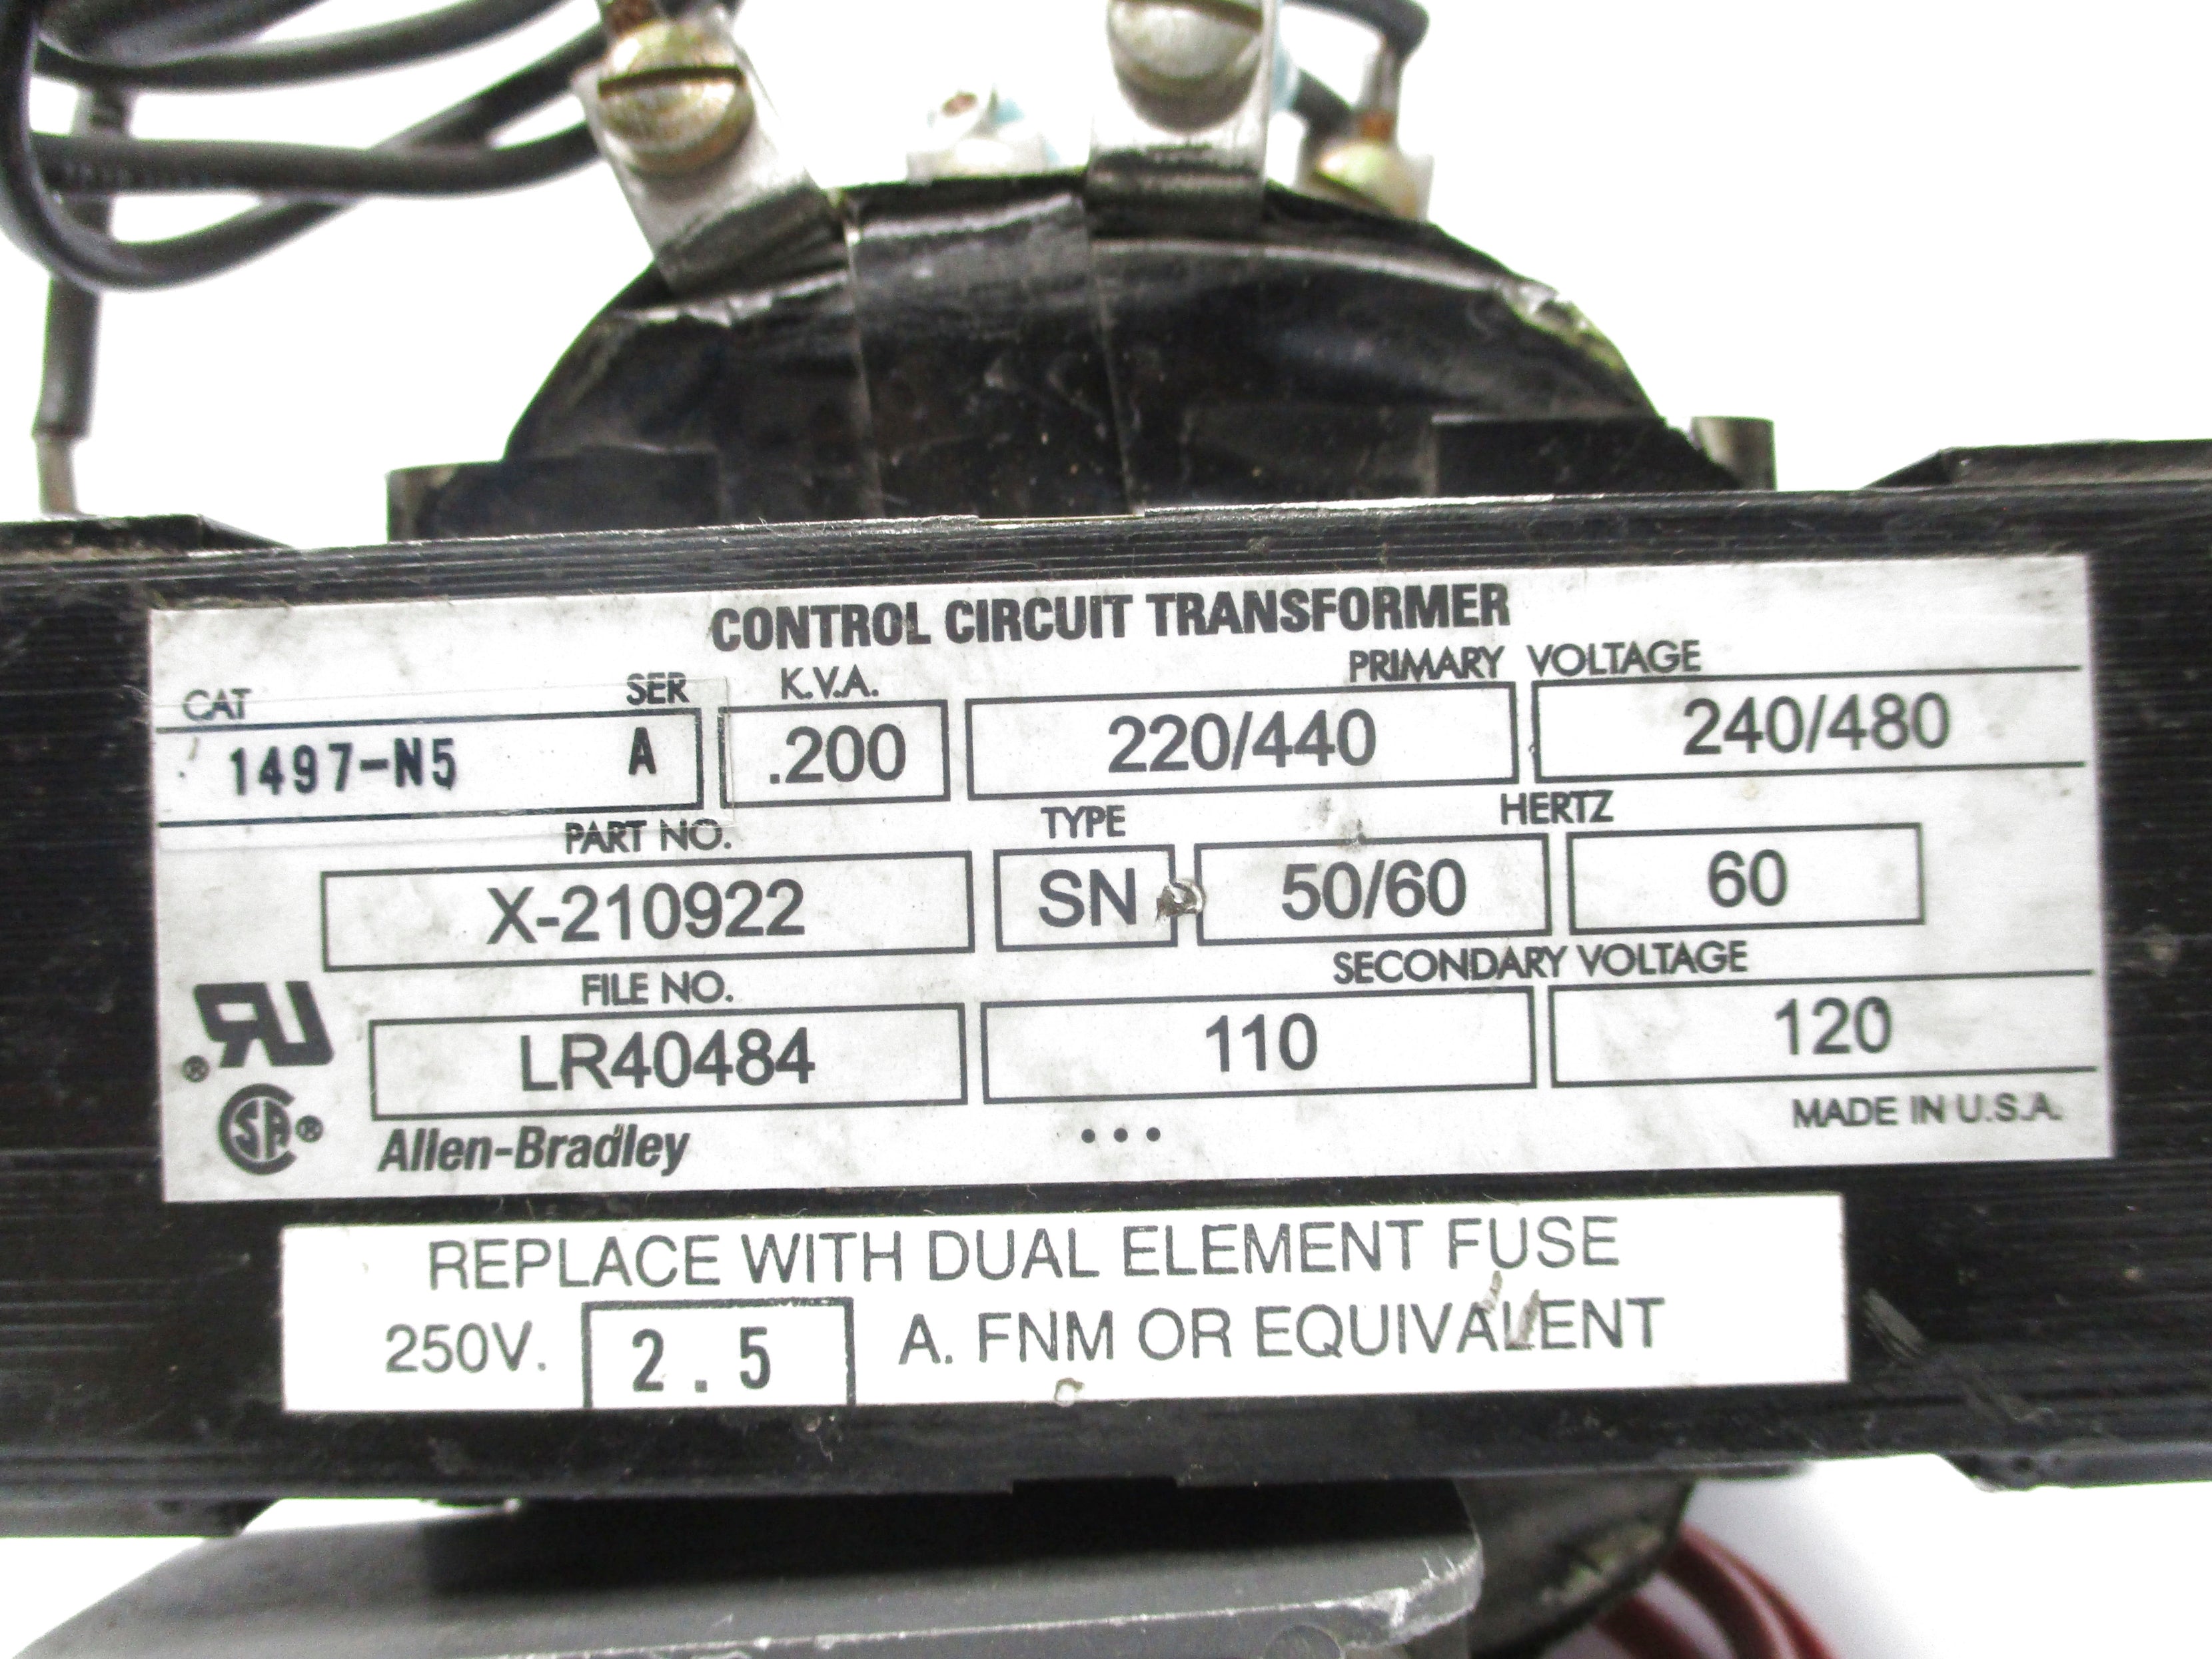 CONTROL CIRCUIT TRANSFORMER
CAT SER K.V.A. PRIMARY VOLTAGE
1497-N5 A .200 220/440 240/480
PART NO. TYPE HERTZ
X-210922 SN 50/60 60
FILE NO. SECONDARY VOLTAGE
LR40484 110 120
Allen-Bradley ... MADE IN U.S.A.
REPLACE WITH DUAL ELEMENT FUSE
250V. 2.5 A. FNM OR EQUIVALENT